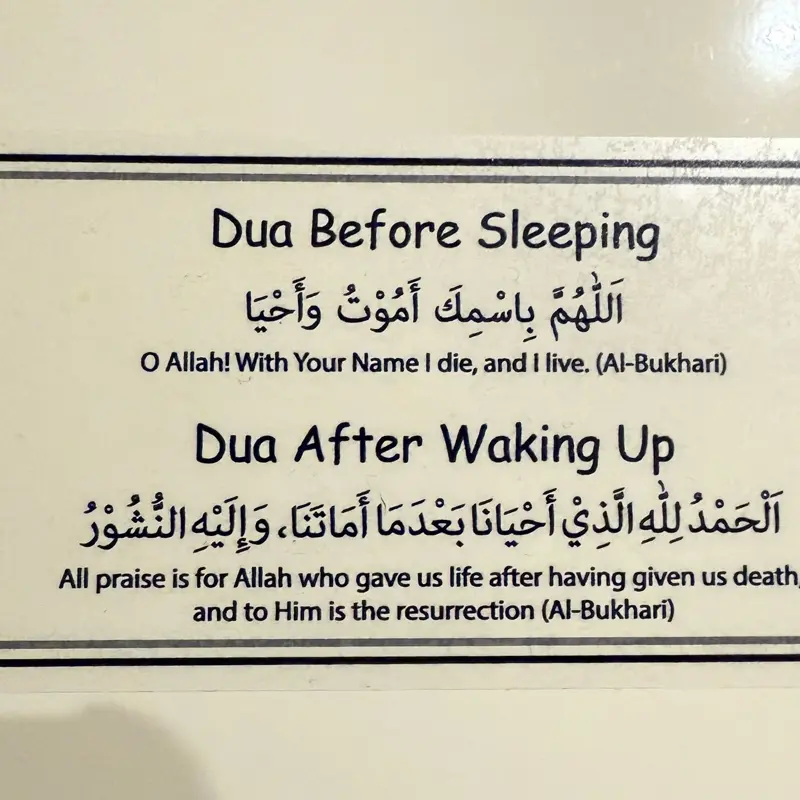 Dua Before Sleeping
اَللّٰهُمَّ بِاسْمِكَ أَمُوْتُ وَأَحْيَا
O Allah! With Your Name I die, and I live. (Al-Bukhari)
Dua After Waking Up
اَلْحَمْدُ لِلّٰهِ الَّذِيْ أَحْيَانَا بَعْدَمَا أَمَاتَنَا، وَإِلَيْهِ النُّشُوْرُ
All praise is for Allah who gave us life after having given us death,
and to Him is the resurrection (Al-Bukhari)